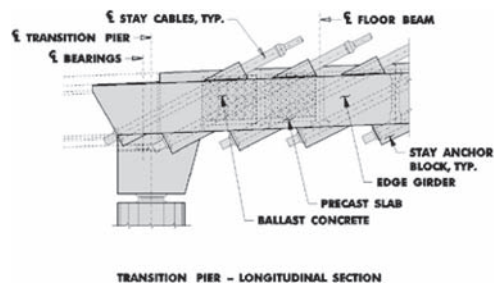 ℄ STAY CABLES, TYP.
℄ FLOOR BEAM
℄ TRANSITION PIER
℄ BEARINGS
STAY ANCHOR
BLOCK, TYP.
EDGE GIRDER
PRECAST SLAB
BALLAST CONCRETE
TRANSITION PIER – LONGITUDINAL SECTION